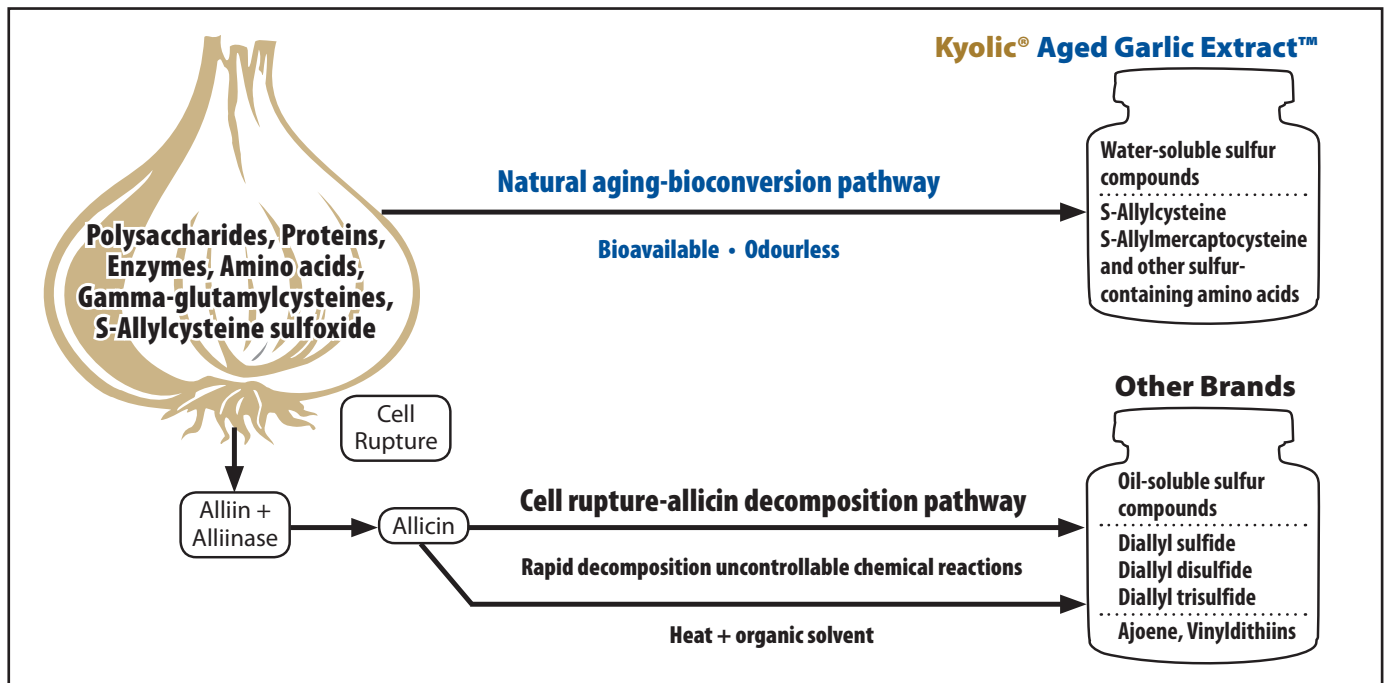 Kyolic® Aged Garlic Extract™
Water-soluble sulfur
compounds
S-Allylcysteine
S-Allylmercaptocysteine
and other sulfur-
containing amino acids
Natural aging-bioconversion pathway
Bioavailable • Odourless
Polysaccharides, Proteins,
Enzymes, Amino acids,
Gamma-glutamylcysteines,
S-Allylcysteine sulfoxide
Cell
Rupture
Alliin +
Alliinase
Allicin
Cell rupture-allicin decomposition pathway
Rapid decomposition uncontrollable chemical reactions
Heat + organic solvent
Other Brands
Oil-soluble sulfur
compounds
Diallyl sulfide
Diallyl disulfide
Diallyl trisulfide
Ajoene, Vinyldithiins